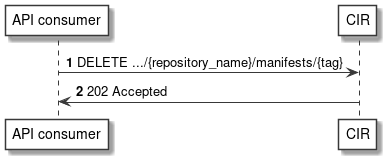 API consumer
CIR
1 DELETE .../{repository_name}/manifests/{tag}
2 202 Accepted
API consumer
CIR